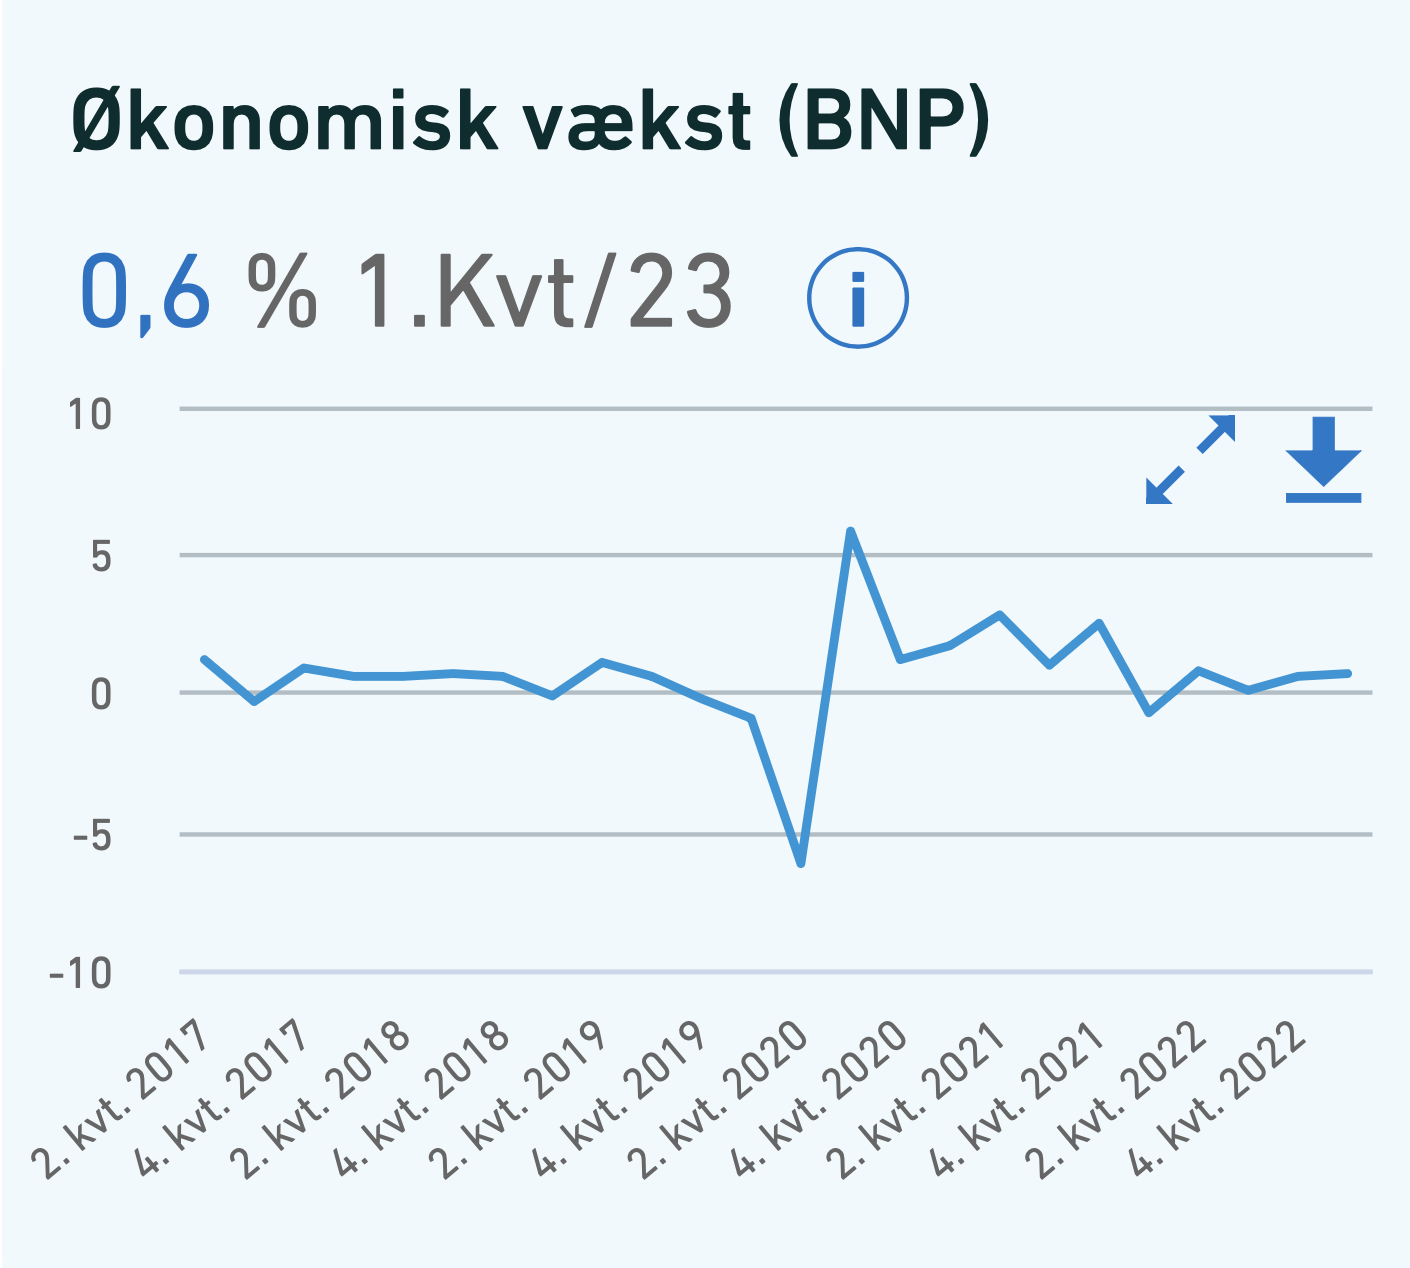 Økonomisk vækst (BNP)
0,6 % 1.Kvt/23 i
10
5
0
-5
-10
2. kvt. 2017
4. kvt. 2017
2. kvt. 2018
4. kvt. 2018
2. kvt. 2019
4. kvt. 2019
2. kvt. 2020
4. kvt. 2020
2. kvt. 2021
4. kvt. 2021
2. kvt. 2022
4. kvt. 2022